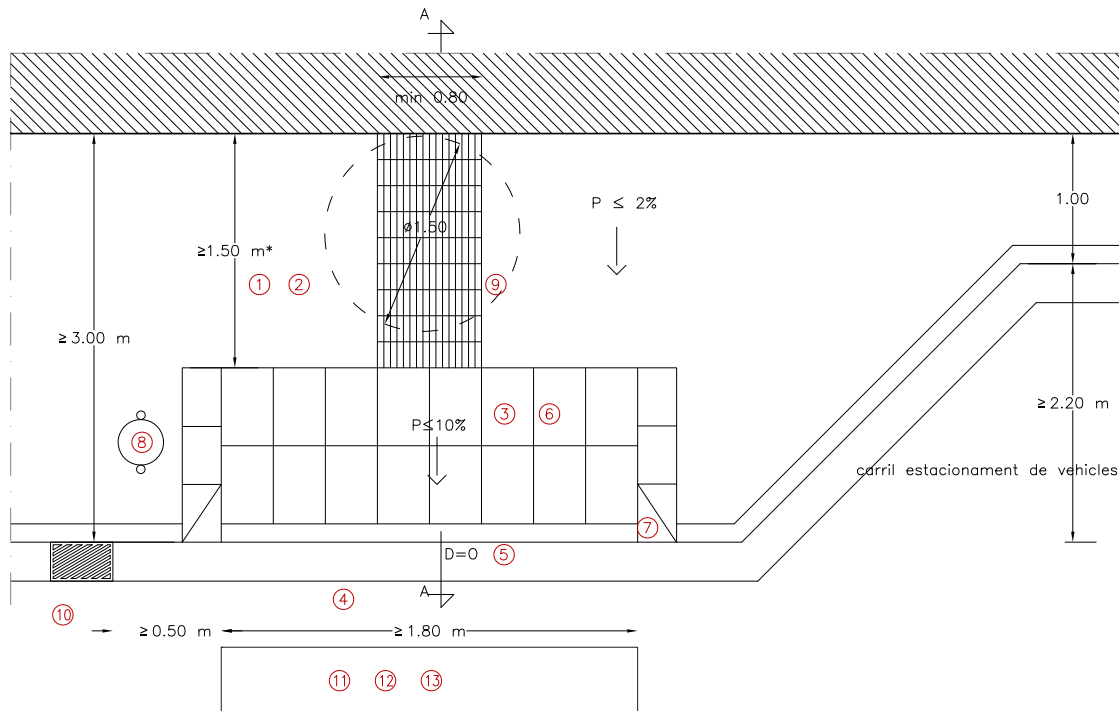 A
min 0.80
1.00
P ≤ 2%
ø1.50
≥1.50 m*
1 2 9
≥3.00 m
≥2.20 m
3 6
P≤10%
8
carril estacionament de vehicles
7
D=0 5
A
4
10
≥0.50 m ≥1.80 m
11 12 13